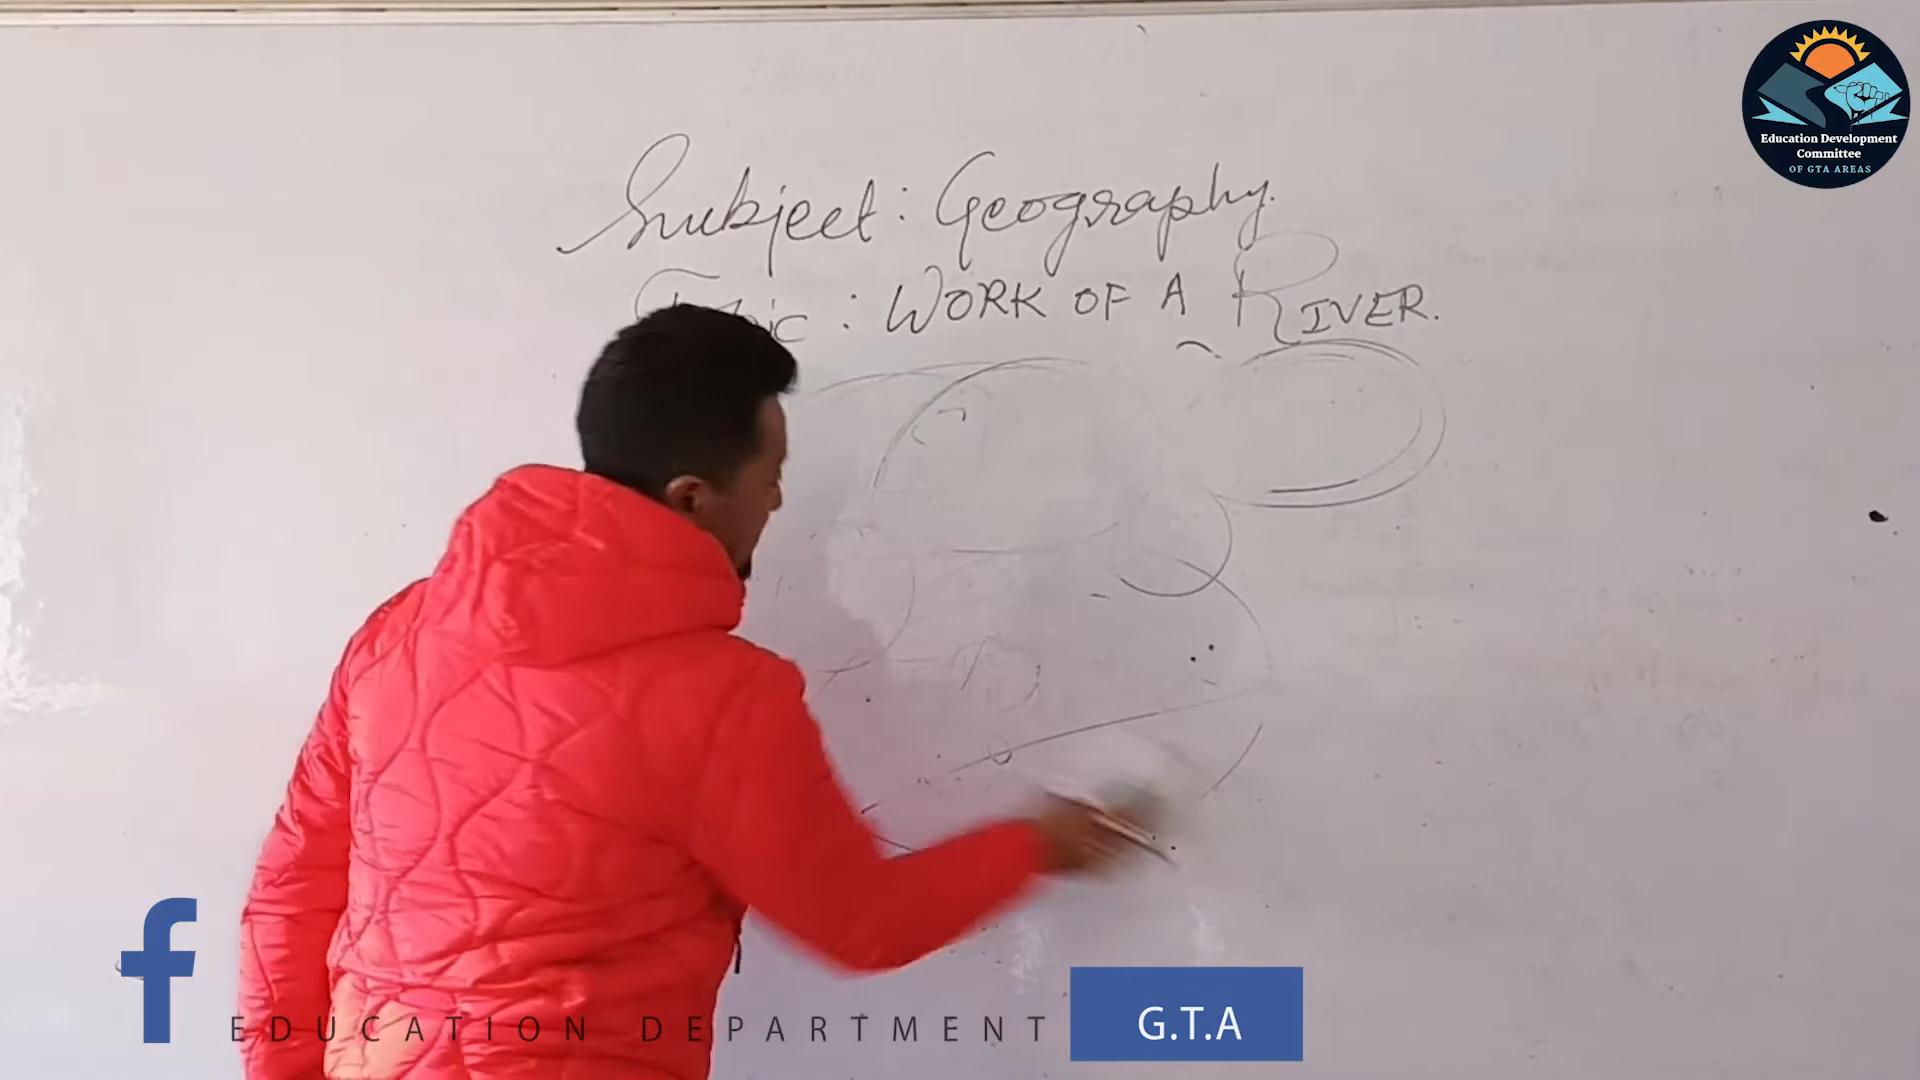 Subject: Geography.
: WORK OF A RIVER.
Education Development
Committee
OF GTA AREAS
f
EDUCATION DEPARTMENT G.T.A